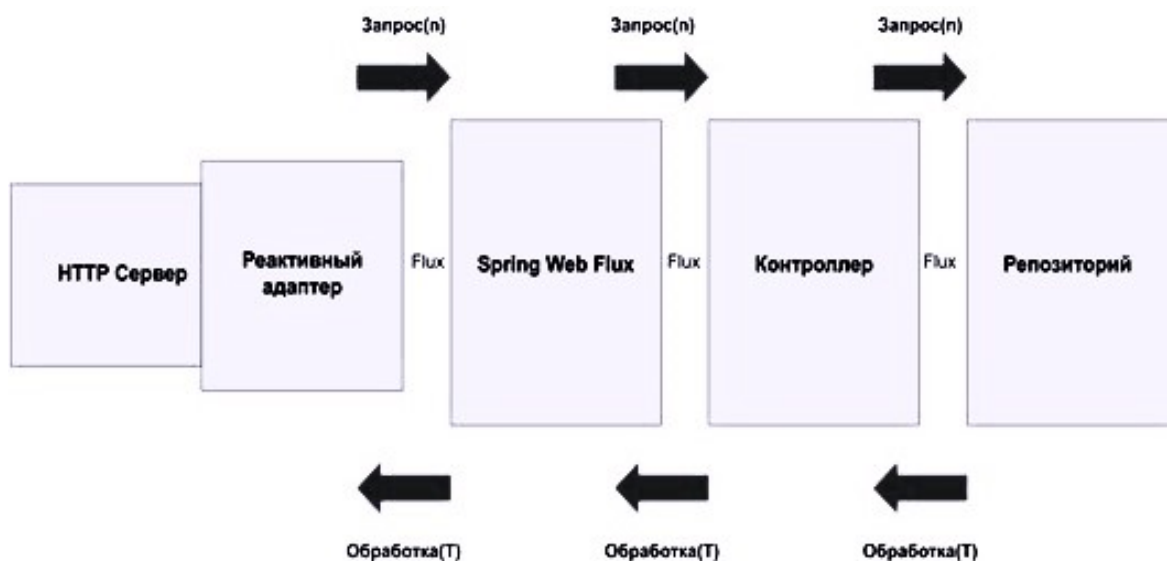 Запрос(n) Запрос(n) Запрос(n)
HTTP Сервер
Реактивный
адаптер
Flux
Spring Web Flux
Flux
Контроллер
Flux
Репозиторий
Обработка(T) Обработка(T) Обработка(T)